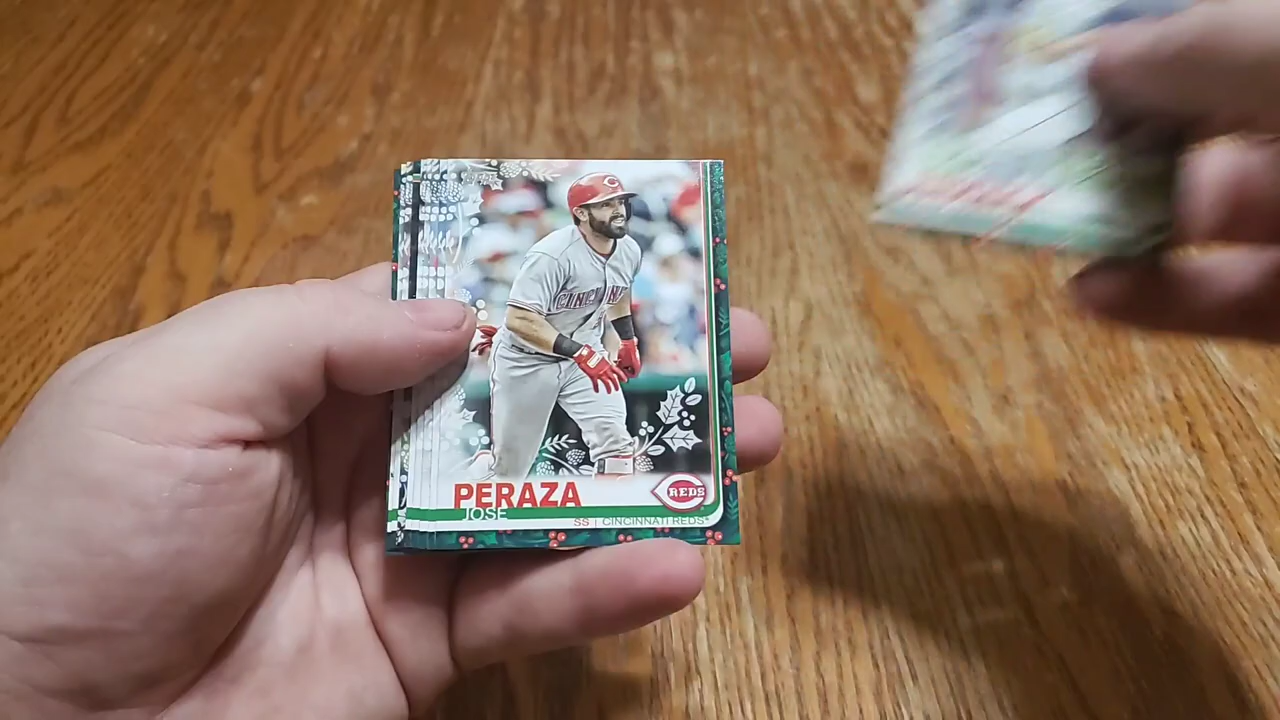 CINCINNATI
PERAZA
JOSE
REDS
SS | CINCINNATI REDS